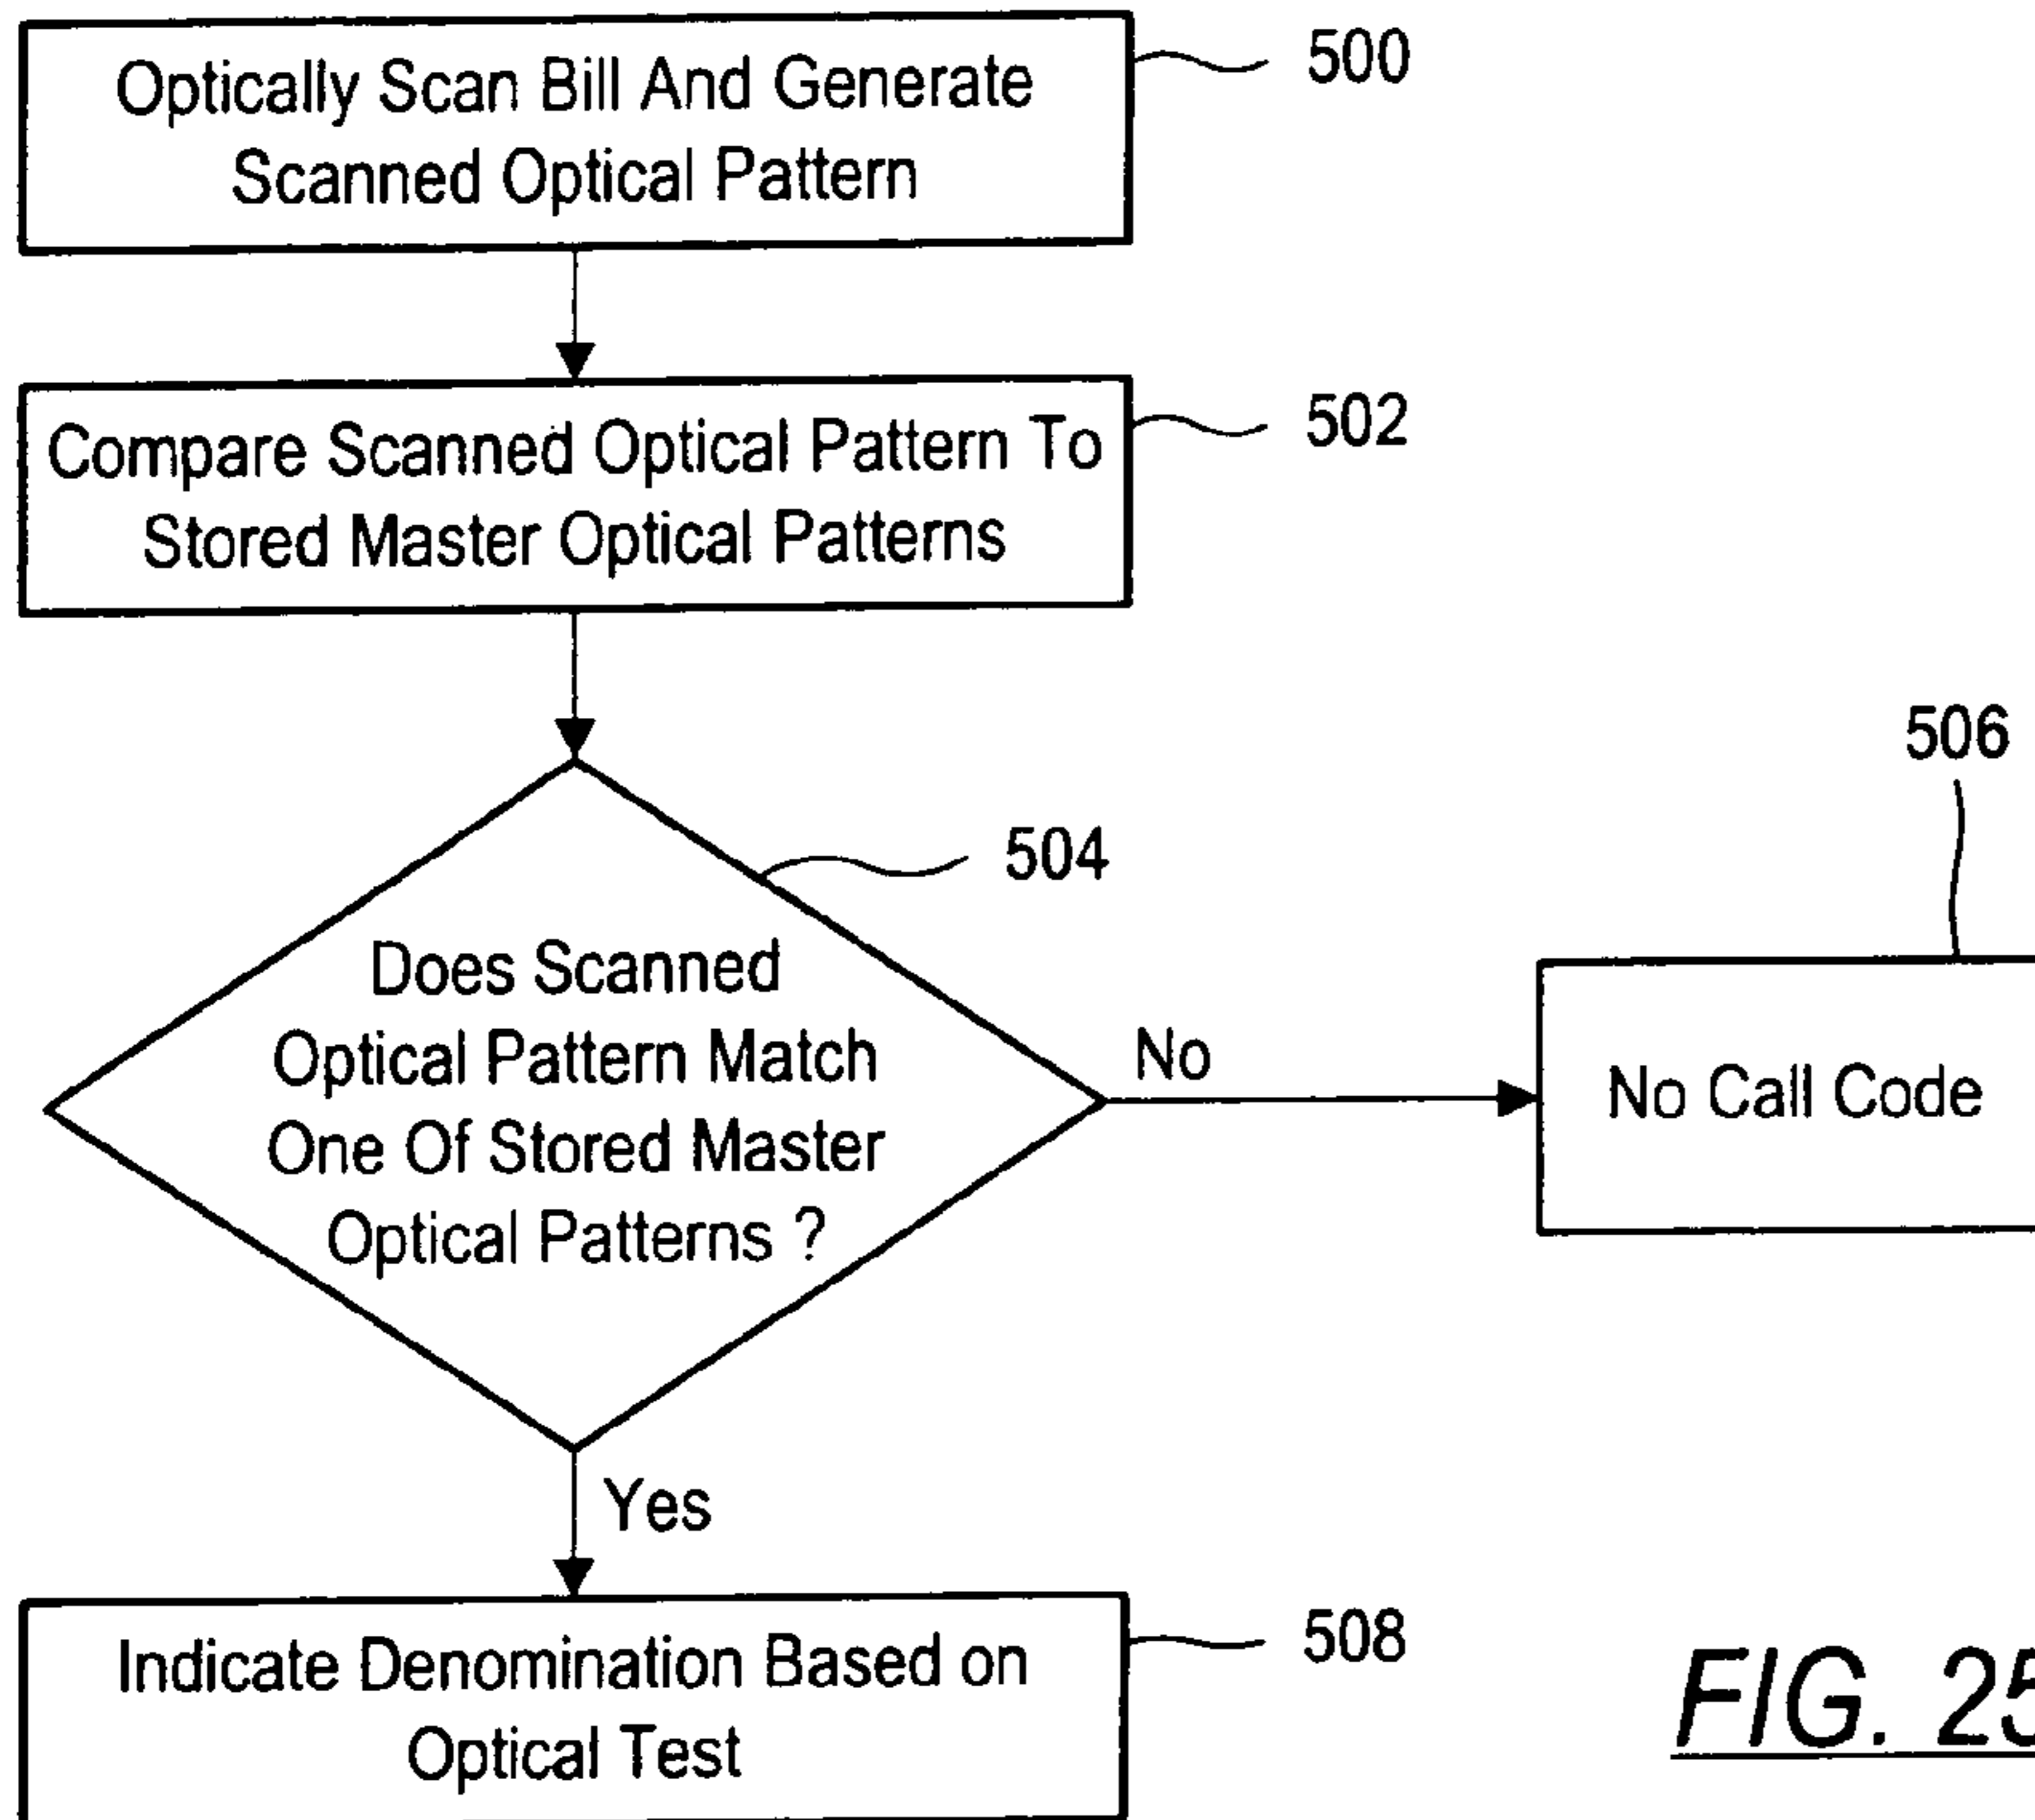 Optically Scan Bill And Generate
Scanned Optical Pattern
500
Compare Scanned Optical Pattern To
Stored Master Optical Patterns
502
506
504
Does Scanned
Optical Pattern Match
One Of Stored Master
Optical Patterns ?
No
No Call Code
Yes
Indicate Denomination Based on
Optical Test
508
FIG. 25